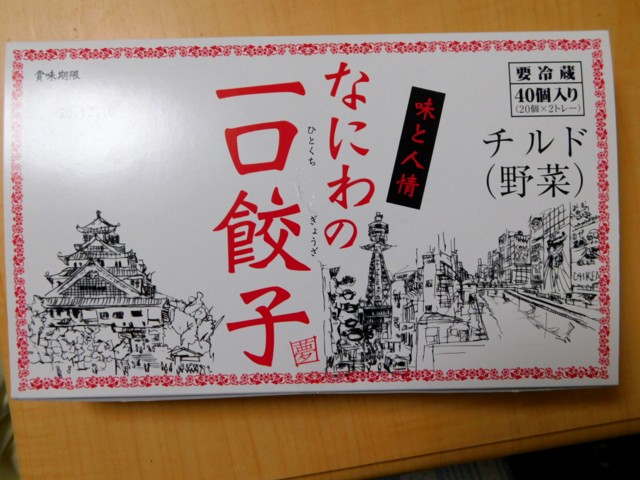 賞味期限
なにわの
一口餃子
ひとくち
ぎょうざ
夢
味と人情
要冷蔵
40個入り
(20個×2トレー)
チルド
(野菜)